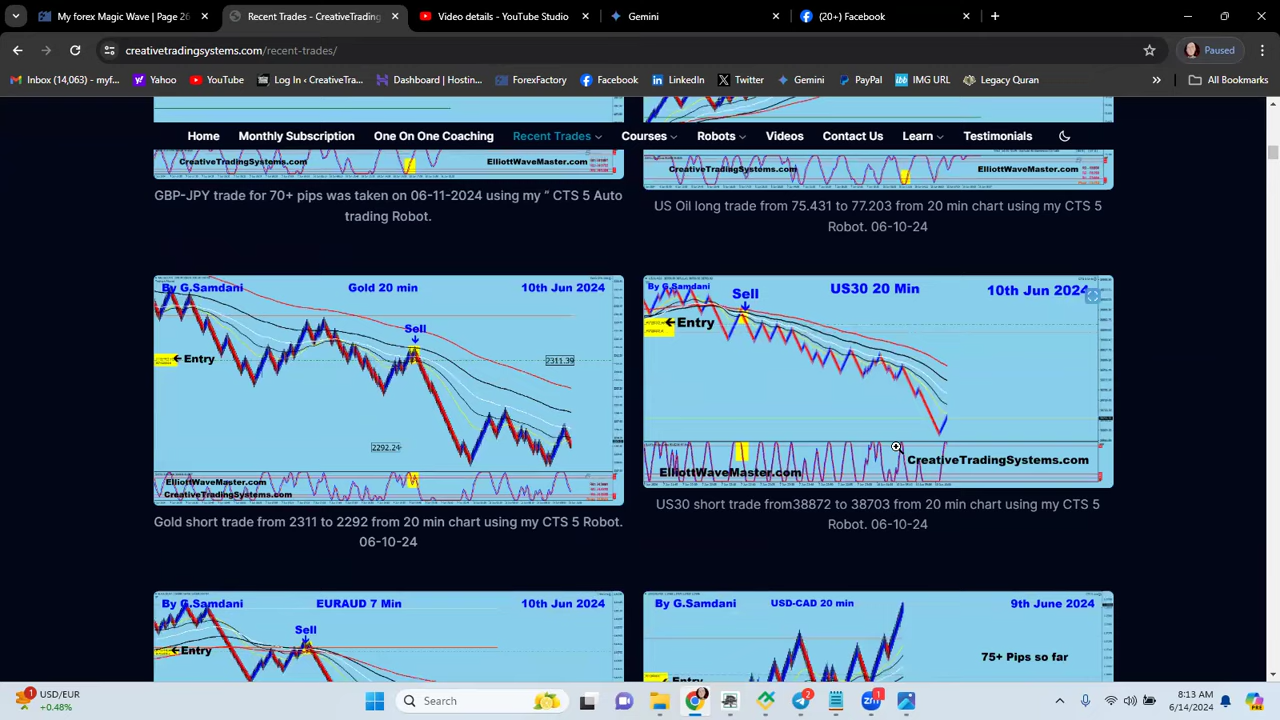 My forex Magic Wave | Page 26
Recent Trades - CreativeTrading
Video details - YouTube Studio
Gemini
(20+) Facebook
creativetradingsystems.com/recent-trades/
Paused
Inbox (14,063) - myf...
Yahoo
YouTube
Log In ‹ CreativeTra...
Dashboard | Hostin...
ForexFactory
Facebook
LinkedIn
Twitter
Gemini
PayPal
IMG URL
Legacy Quran
All Bookmarks
Home
Monthly Subscription
One On One Coaching
Recent Trades
Courses
Robots
Videos
Contact Us
Learn
Testimonials
CreativeTradingSystems.com
ElliottWaveMaster.com
CreativeTradingSystems.com
ElliottWaveMaster.com
GBP-JPY trade for 70+ pips was taken on 06-11-2024 using my " CTS 5 Auto
trading Robot.
US Oil long trade from 75.431 to 77.203 from 20 min chart using my CTS 5
Robot. 06-10-24
By G.Samdani
Gold 20 min
10th Jun 2024
Sell
Entry
2311.39
2292.24
ElliottWaveMaster.com
CreativeTradingSystems.com
Gold short trade from 2311 to 2292 from 20 min chart using my CTS 5 Robot.
06-10-24
By G.Samdani
Sell
US30 20 Min
10th Jun 2024
Entry
CreativeTradingSystems.com
ElliottWaveMaster.com
US30 short trade from38872 to 38703 from 20 min chart using my CTS 5
Robot. 06-10-24
By G.Samdani
EURAUD 7 Min
10th Jun 2024
Sell
Entry
By G.Samdani
USD-CAD 20 min
9th June 2024
75+ Pips so far
1
USD/EUR
+0.48%
Search
2
1
8:13 AM
6/14/2024